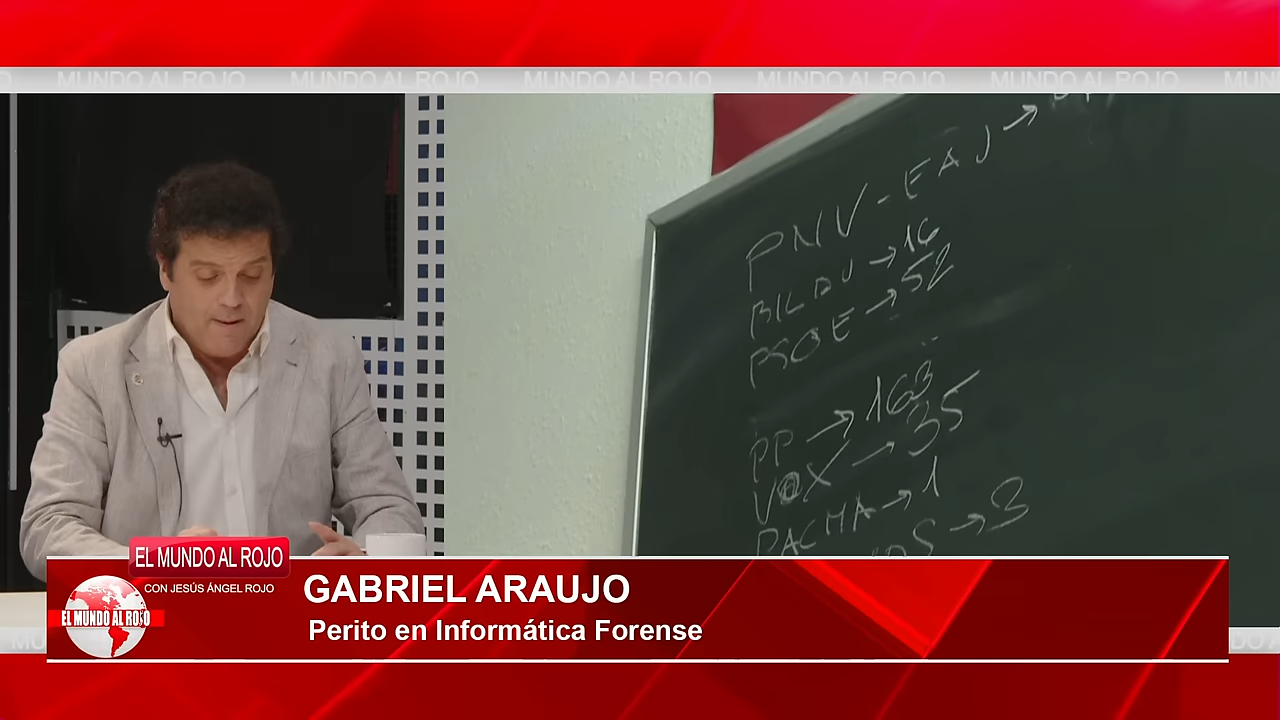 MUNDO AL ROJO MUNDO AL ROJO MUNDO AL ROJO MUNDO AL ROJO MUNDO AL ROJO MUN
PNV-EAJ→
BILDU→16
PSOE→52
PP→163
VOX→35
PACMA→1
→3
EL MUNDO AL ROJO
CON JESÚS ÁNGEL ROJO
EL MUNDO AL ROJO
GABRIEL ARAUJO
Perito en Informática Forense